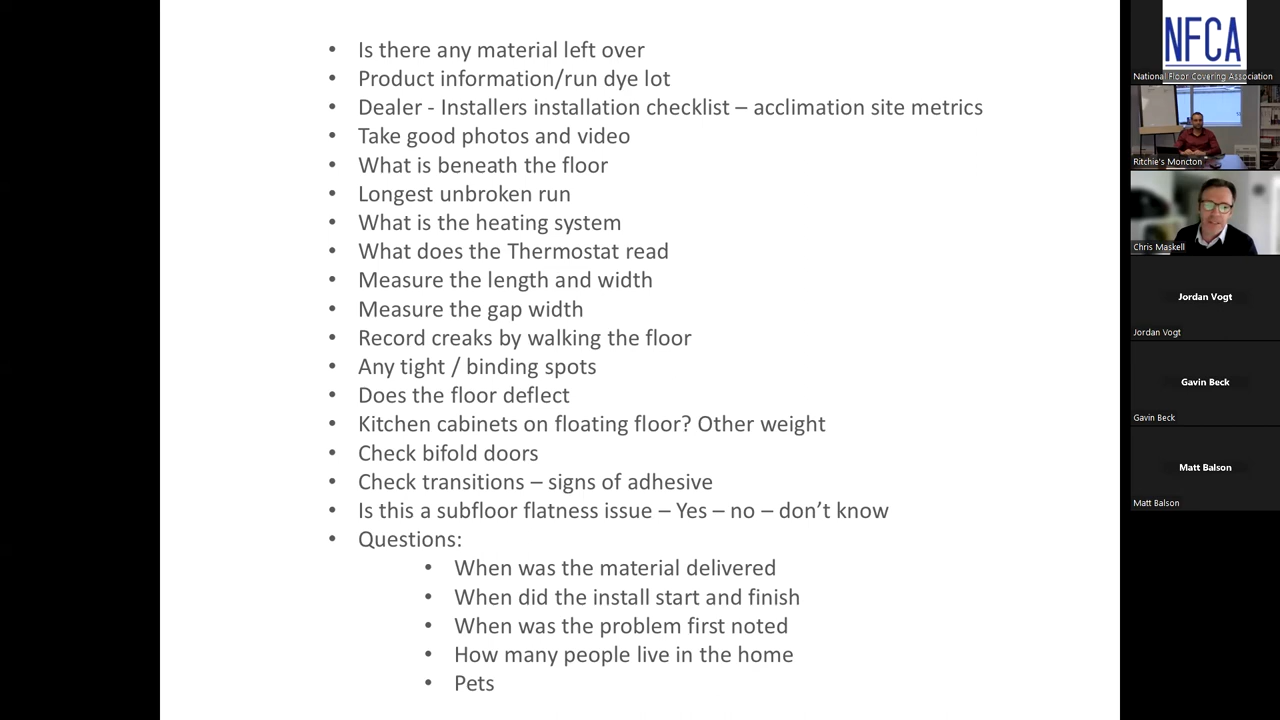 • Is there any material left over
• Product information/run dye lot
• Dealer - Installers installation checklist – acclimation site metrics
• Take good photos and video
• What is beneath the floor
• Longest unbroken run
• What is the heating system
• What does the Thermostat read
• Measure the length and width
• Measure the gap width
• Record creaks by walking the floor
• Any tight / binding spots
• Does the floor deflect
• Kitchen cabinets on floating floor? Other weight
• Check bifold doors
• Check transitions – signs of adhesive
• Is this a subfloor flatness issue – Yes – no – don’t know
• Questions:
• When was the material delivered
• When did the install start and finish
• When was the problem first noted
• How many people live in the home
• Pets
NFCA
National Floor Covering Association
Ritchie's Moncton
Chris Maskell
Jordan Vogt
Jordan Vogt
Gavin Beck
Gavin Beck
Matt Balson
Matt Balson